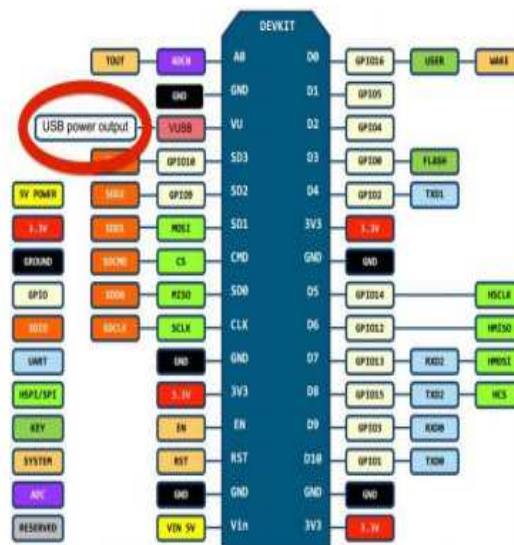 DEVKIT
TOUT ADC0 A0 D0 GPIO16 USER WAKE
GND GND D1 GPIO5
USB power output VUSB VU D2 GPIO4
GPIO10 SD3 D3 GPIO0 FLASH
5V POWER SDD2 GPIO9 SD2 D4 GPIO2 TXD1
3.3V SDD1 MOSI SD1 3V3 3.3V
GROUND SDCMD CS CMD GND GND
GPIO SDD0 MISO SD0 D5 GPIO14 HSCLK
SDIO SDCLK SCLK CLK D6 GPIO12 HMISO
UART GND GND D7 GPIO13 RXD2 HMOSI
HSPI/SPI 3.3V 3V3 D8 GPIO15 TXD2 HCS
KEY EN EN D9 GPIO3 RXD0
SYSTEM RST RST D10 GPIO1 TXD0
ADC GND GND GND GND
RESERVED VIN 5V Vin 3V3 3.3V